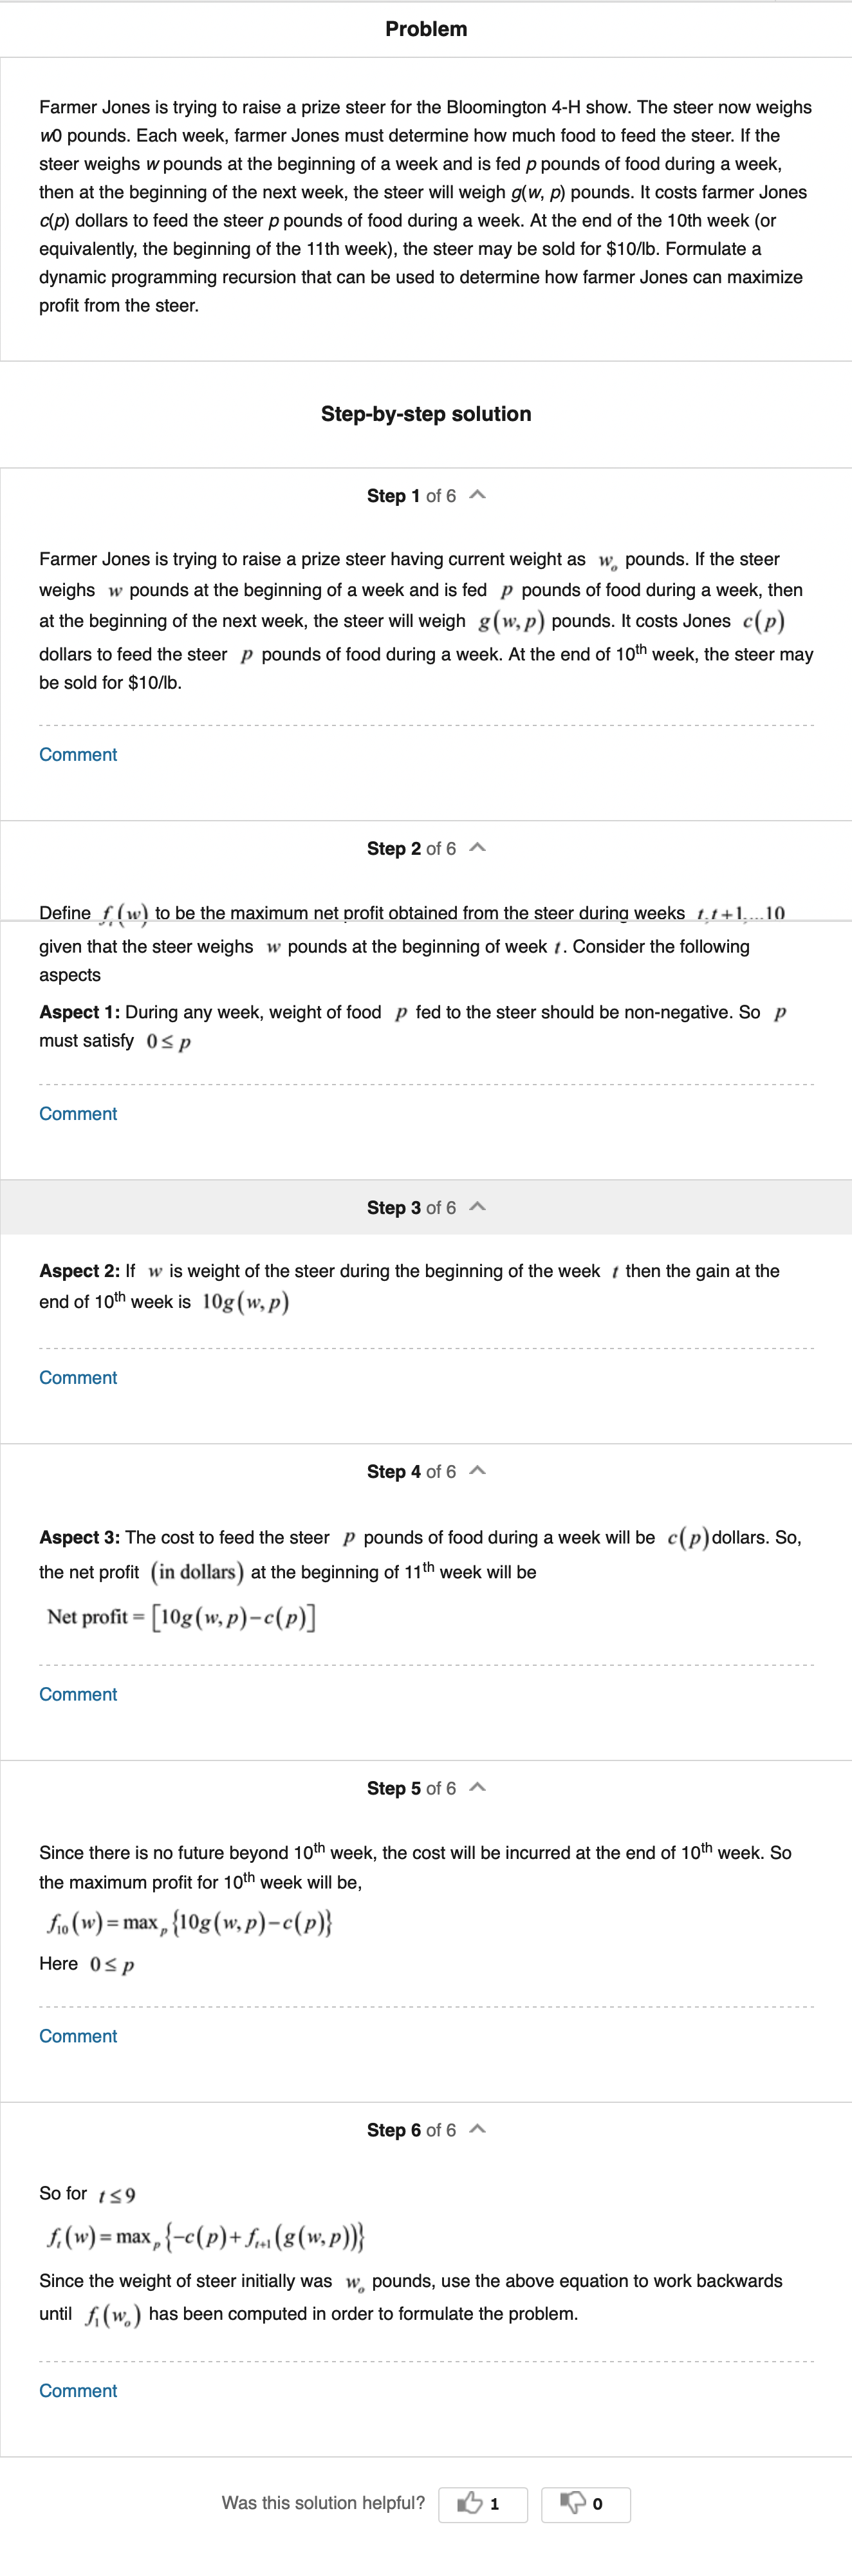 Problem
Farmer Jones is trying to raise a prize steer for the Bloomington 4-H show. The steer now weighs
w0 pounds. Each week, farmer Jones must determine how much food to feed the steer. If the
steer weighs w pounds at the beginning of a week and is fed p pounds of food during a week,
then at the beginning of the next week, the steer will weigh g(w, p) pounds. It costs farmer Jones
c(p) dollars to feed the steer p pounds of food during a week. At the end of the 10th week (or
equivalently, the beginning of the 11th week), the steer may be sold for $10/lb. Formulate a
dynamic programming recursion that can be used to determine how farmer Jones can maximize
profit from the steer.
Step-by-step solution
Step 1 of 6
Farmer Jones is trying to raise a prize steer having current weight as w₀ pounds. If the steer
weighs w pounds at the beginning of a week and is fed p pounds of food during a week, then
at the beginning of the next week, the steer will weigh g(w,p) pounds. It costs Jones c(p)
dollars to feed the steer p pounds of food during a week. At the end of 10th week, the steer may
be sold for $10/lb.
Comment
Step 2 of 6
Define fₜ(w) to be the maximum net profit obtained from the steer during weeks t,t+1,...10
given that the steer weighs w pounds at the beginning of week t. Consider the following
aspects
Aspect 1: During any week, weight of food p fed to the steer should be non-negative. So p
must satisfy 0≤p
Comment
Step 3 of 6
Aspect 2: If w is weight of the steer during the beginning of the week t then the gain at the
end of 10th week is 10g(w,p)
Comment
Step 4 of 6
Aspect 3: The cost to feed the steer p pounds of food during a week will be c(p)dollars. So,
the net profit (in dollars) at the beginning of 11th week will be
Net profit = [10g(w,p)−c(p)]
Comment
Step 5 of 6
Since there is no future beyond 10th week, the cost will be incurred at the end of 10th week. So
the maximum profit for 10th week will be,
f₁₀(w)=maxₚ{10g(w,p)−c(p)}
Here 0≤p
Comment
Step 6 of 6
So for t≤9
fₜ(w)=maxₚ{−c(p)+fₜ₊₁(g(w,p))}
Since the weight of steer initially was w₀ pounds, use the above equation to work backwards
until f₁(w₀) has been computed in order to formulate the problem.
Comment
Was this solution helpful? 1 0